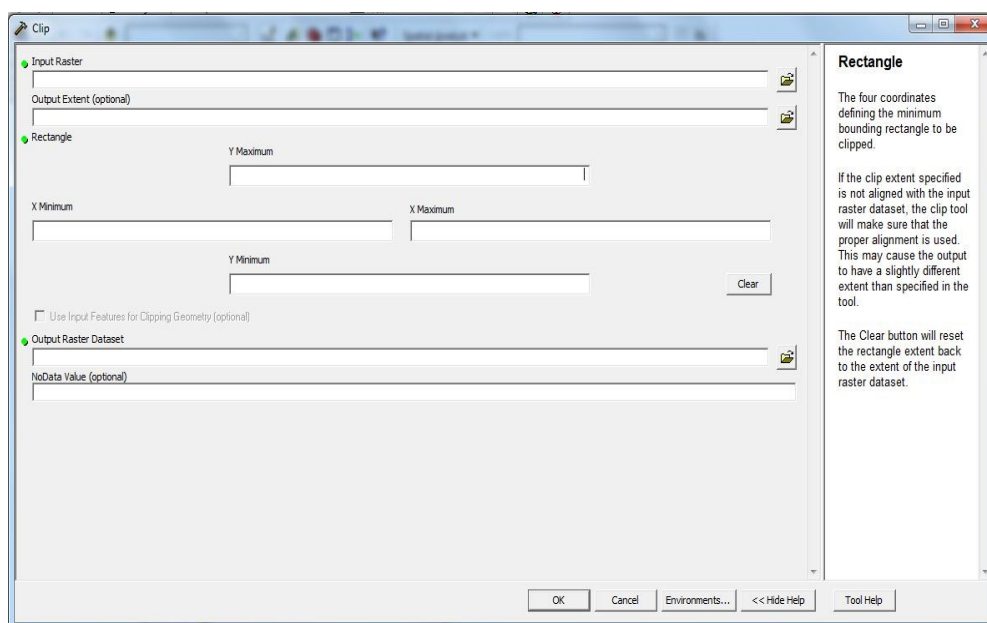 Clip
Input Raster
Output Extent (optional)
Rectangle
Y Maximum
X Minimum
X Maximum
Y Minimum
Clear
Use Input Features for Clipping Geometry (optional)
Output Raster Dataset
NoData Value (optional)
OK
Cancel
Environments...
<< Hide Help
Tool Help
Rectangle
The four coordinates
defining the minimum
bounding rectangle to be
clipped.
If the clip extent specified
is not aligned with the input
raster dataset, the clip tool
will make sure that the
proper alignment is used.
This may cause the output
to have a slightly different
extent than specified in the
tool.
The Clear button will reset
the rectangle extent back
to the extent of the input
raster dataset.